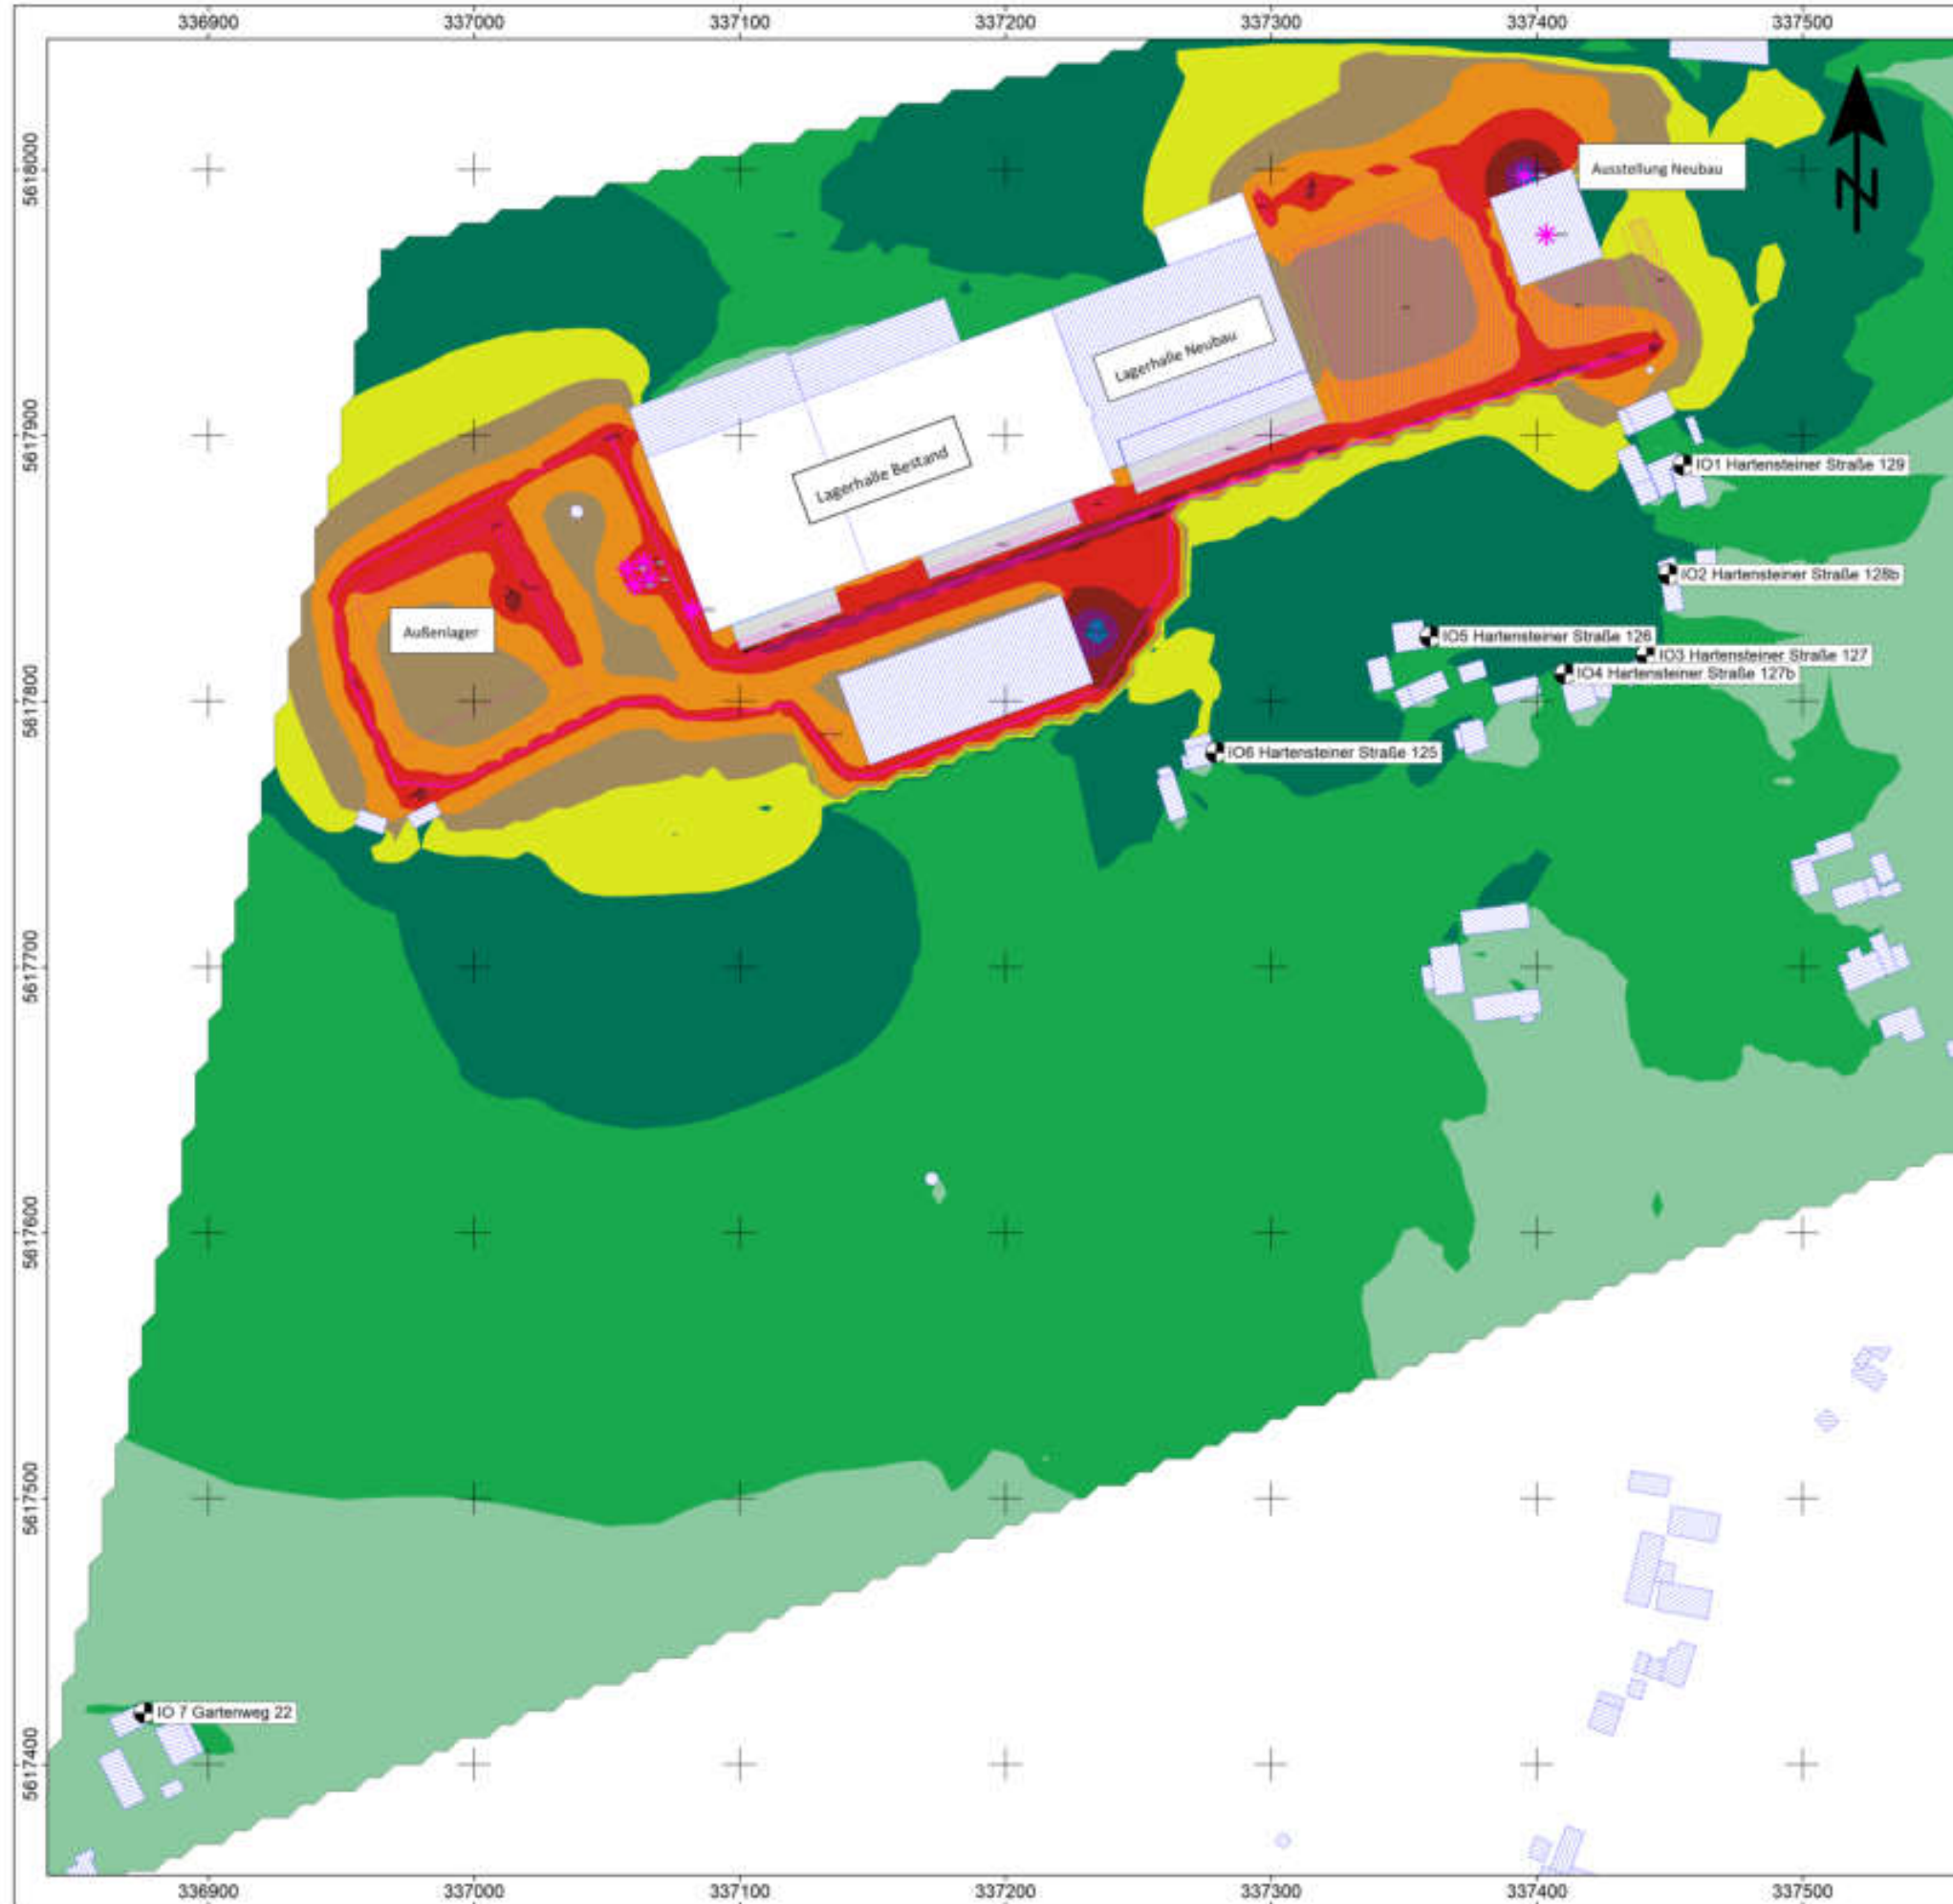 336900 337000 337100 337200 337300 337400 337500
5618000
Ausstellung Neubau
N
Lagerhalle Neubau
5617900
Lagerhalle Bestand
IO1 Hartensteiner Straße 129
IO2 Hartensteiner Straße 128b
Außenlager
IO5 Hartensteiner Straße 126
IO3 Hartensteiner Straße 127
IO4 Hartensteiner Straße 127b
5617800
IO6 Hartensteiner Straße 125
5617700
5617600
5617500
IO 7 Gartenweg 22
5617400
336900 337000 337100 337200 337300 337400 337500